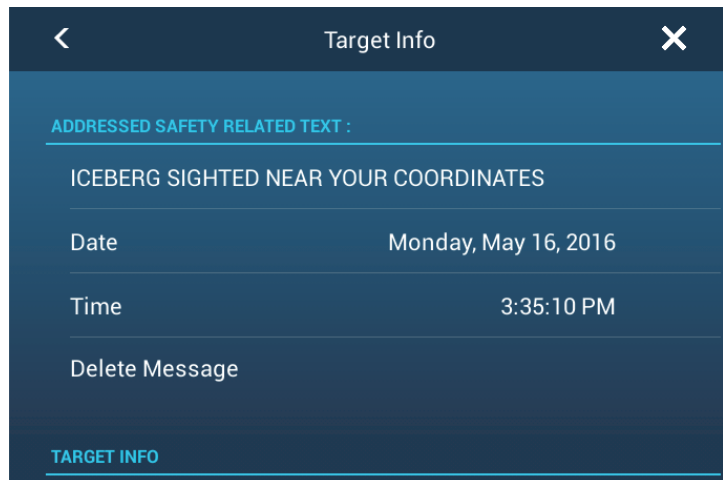 Target Info
ADDRESSED SAFETY RELATED TEXT :
ICEBERG SIGHTED NEAR YOUR COORDINATES
Date Monday, May 16, 2016
Time 3:35:10 PM
Delete Message
TARGET INFO